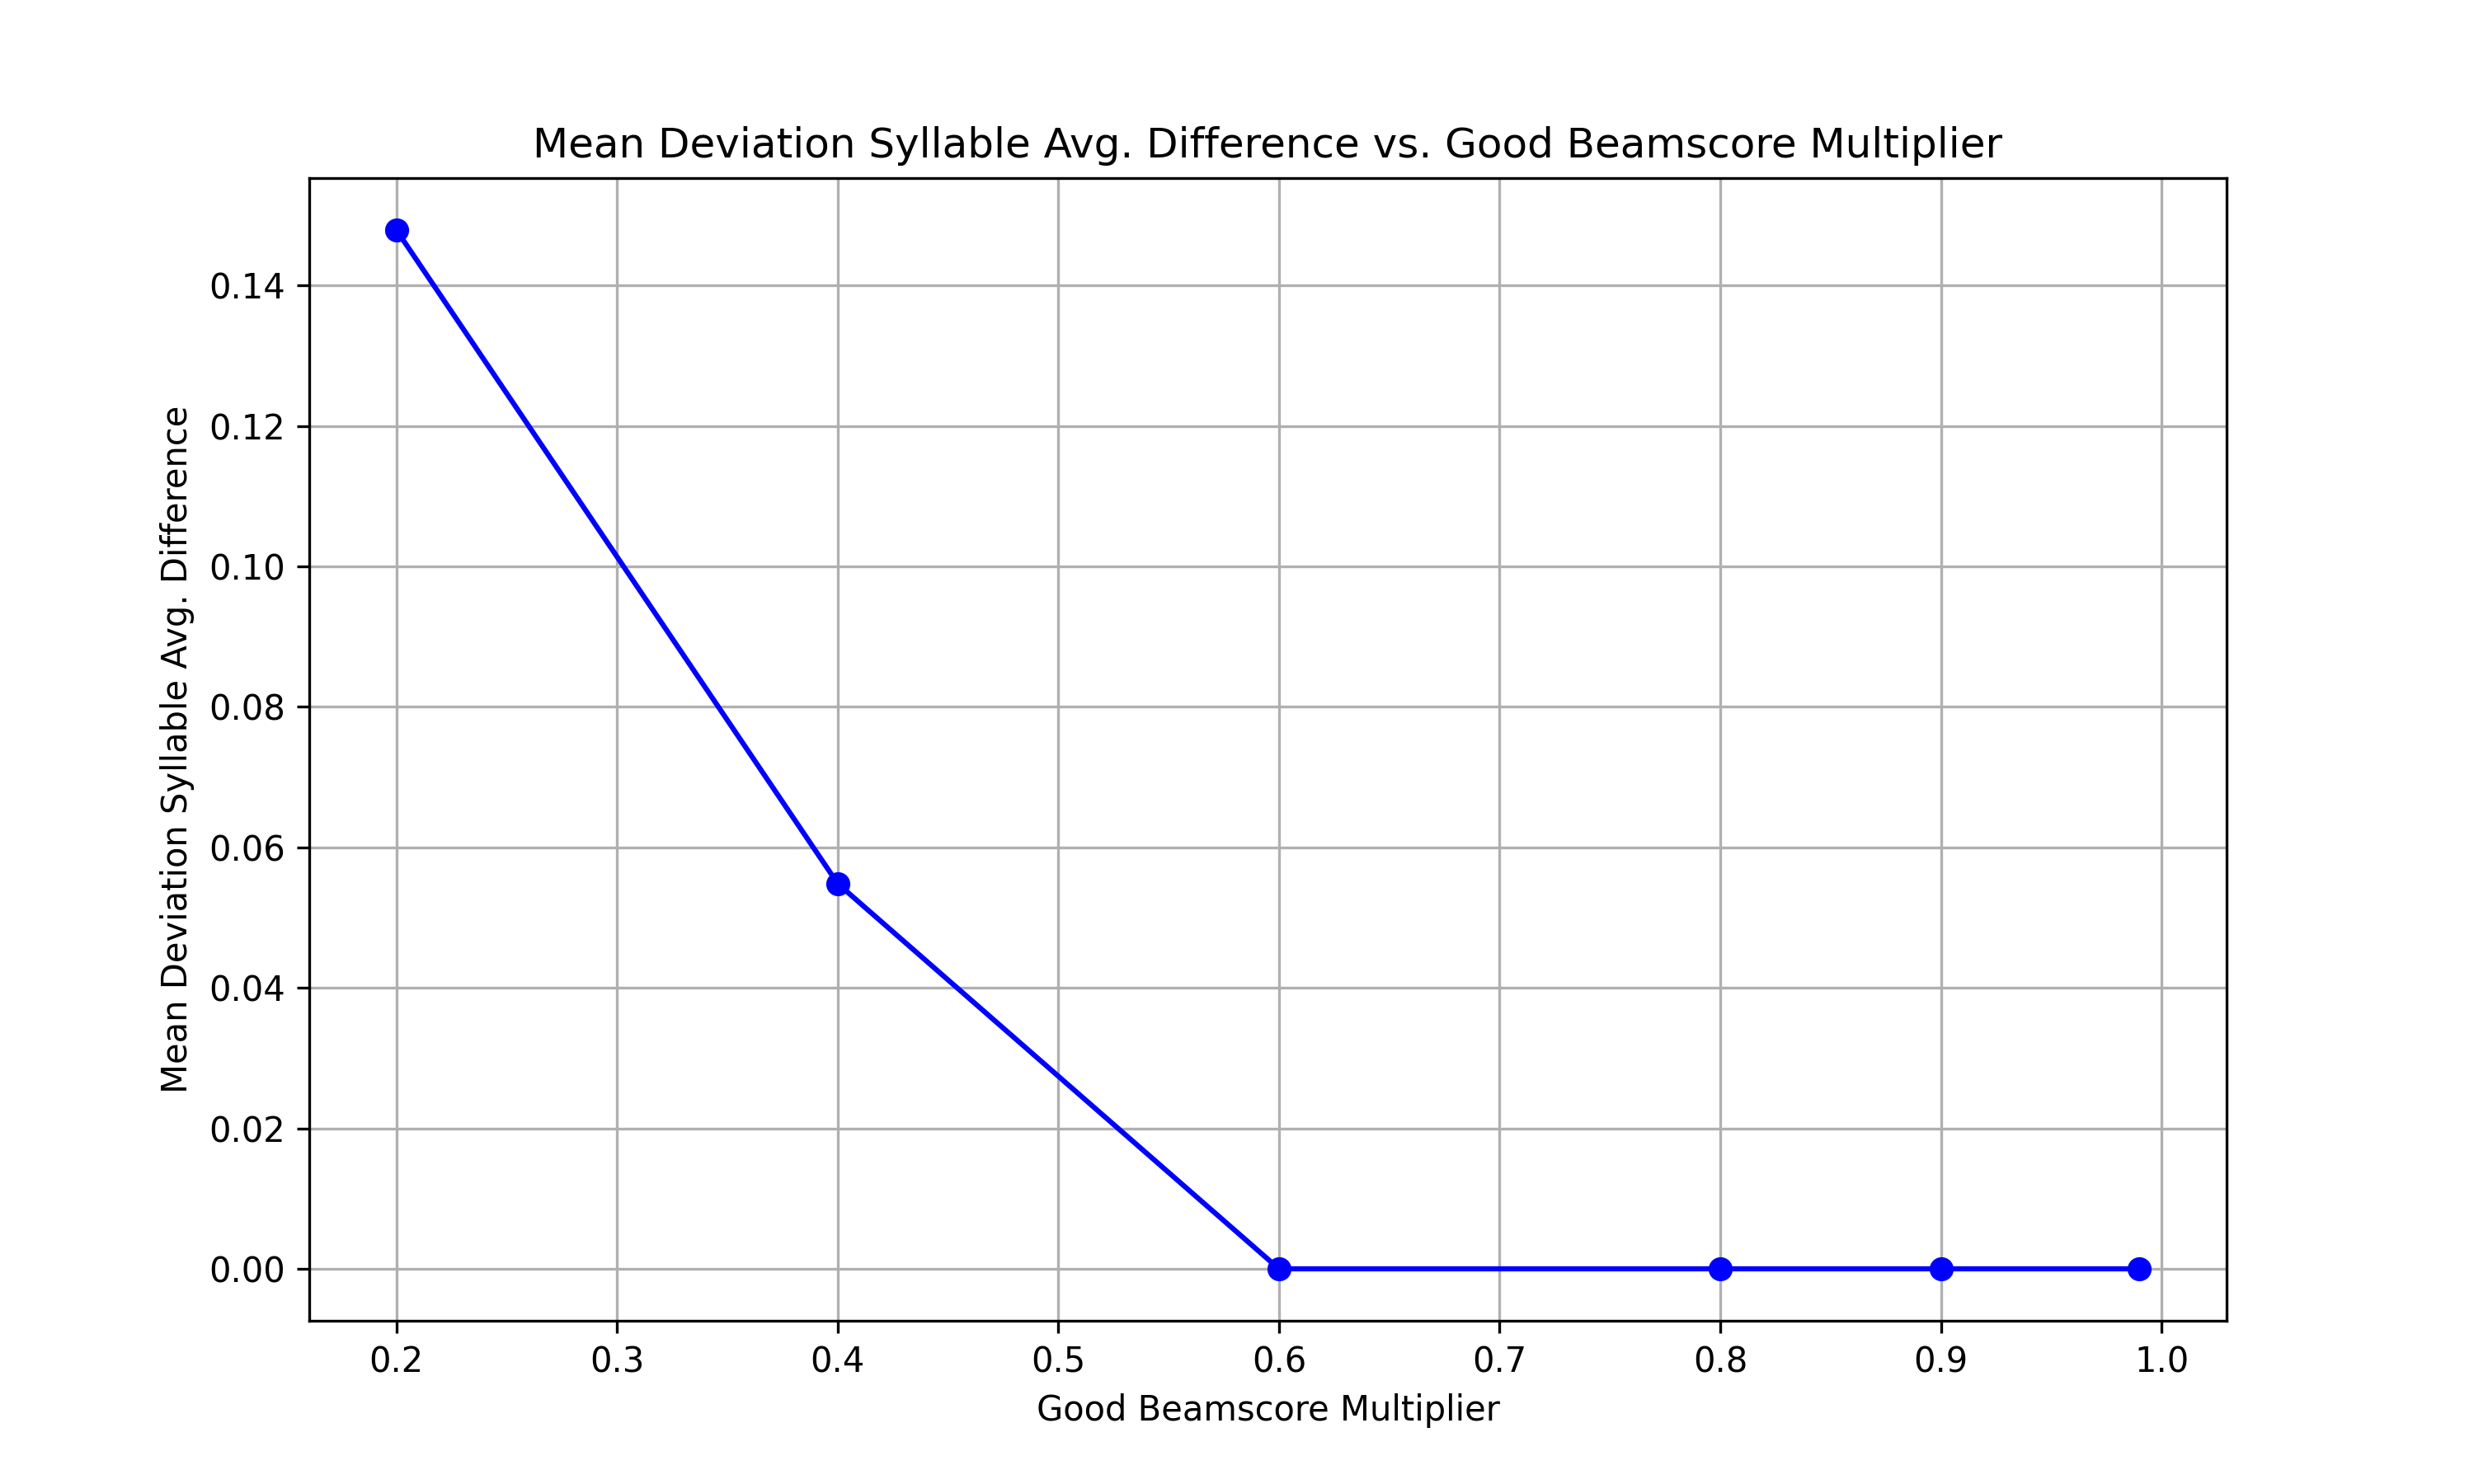 Mean Deviation Syllable Avg. Difference vs. Good Beamscore Multiplier
Mean Deviation Syllable Avg. Difference
0.14
0.12
0.10
0.08
0.06
0.04
0.02
0.00
0.2 0.3 0.4 0.5 0.6 0.7 0.8 0.9 1.0
Good Beamscore Multiplier